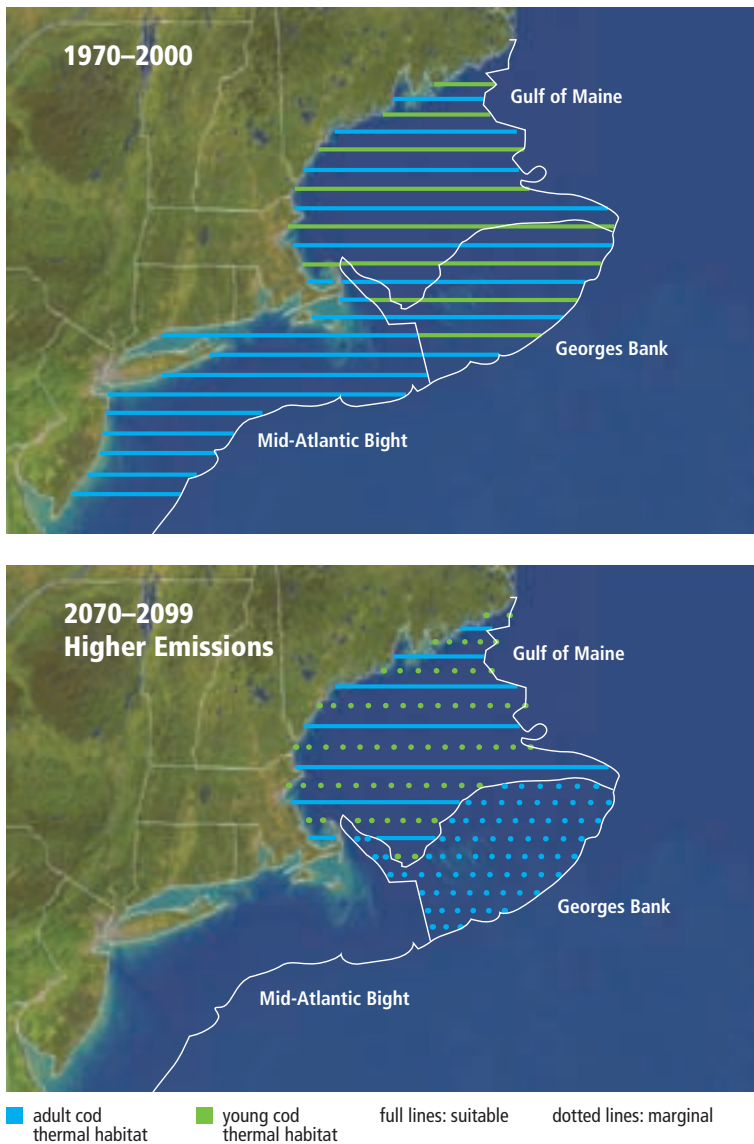 1970–2000
Gulf of Maine
Georges Bank
Mid-Atlantic Bight
2070–2099
Higher Emissions
Gulf of Maine
Georges Bank
Mid-Atlantic Bight
adult cod
thermal habitat
young cod
thermal habitat
full lines: suitable
dotted lines: marginal